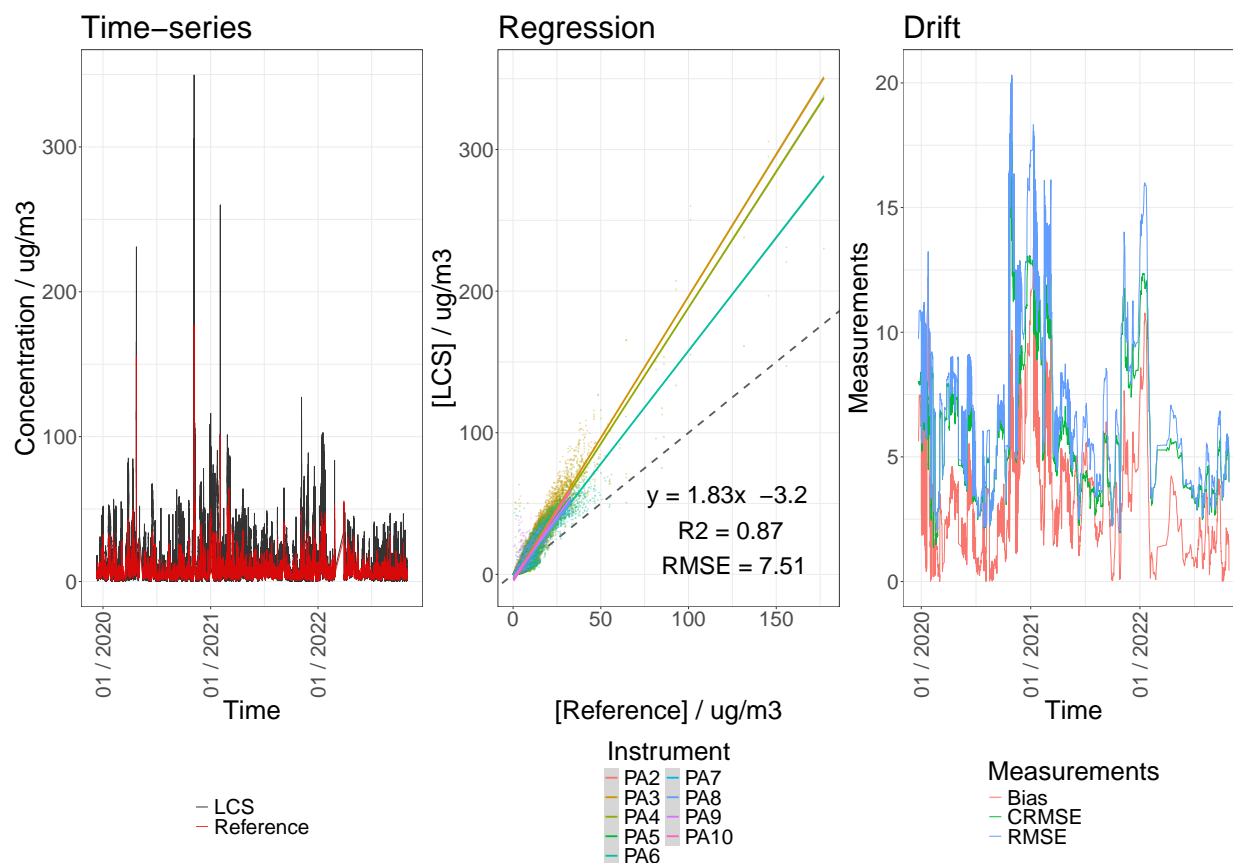 Time−series
Concentration / ug/m3
300
200
100
0
01 / 2020
01 / 2021
01 / 2022
Time
LCS
Reference
Regression
[LCS] / ug/m3
300
200
100
0
y = 1.83x −3.2
R2 = 0.87
RMSE = 7.51
0 50 100 150
[Reference] / ug/m3
Instrument
PA2 PA7
PA3 PA8
PA4 PA9
PA5 PA10
PA6
Drift
Measurements
20
15
10
5
0
01 / 2020
01 / 2021
01 / 2022
Time
Measurements
Bias
CRMSE
RMSE